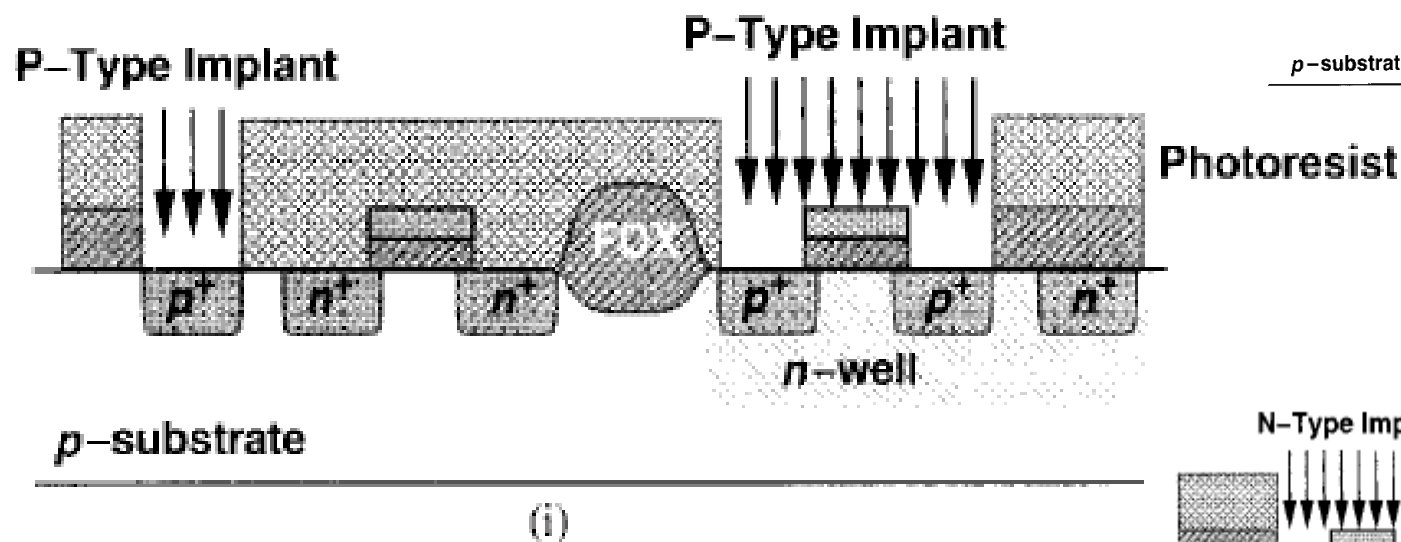 P-Type Implant
P-Type Implant
p-substrat
Photoresist
FOX
p+
n+
n+
p+
p+
n+
n-well
p-substrate
N-Type Imp
(i)